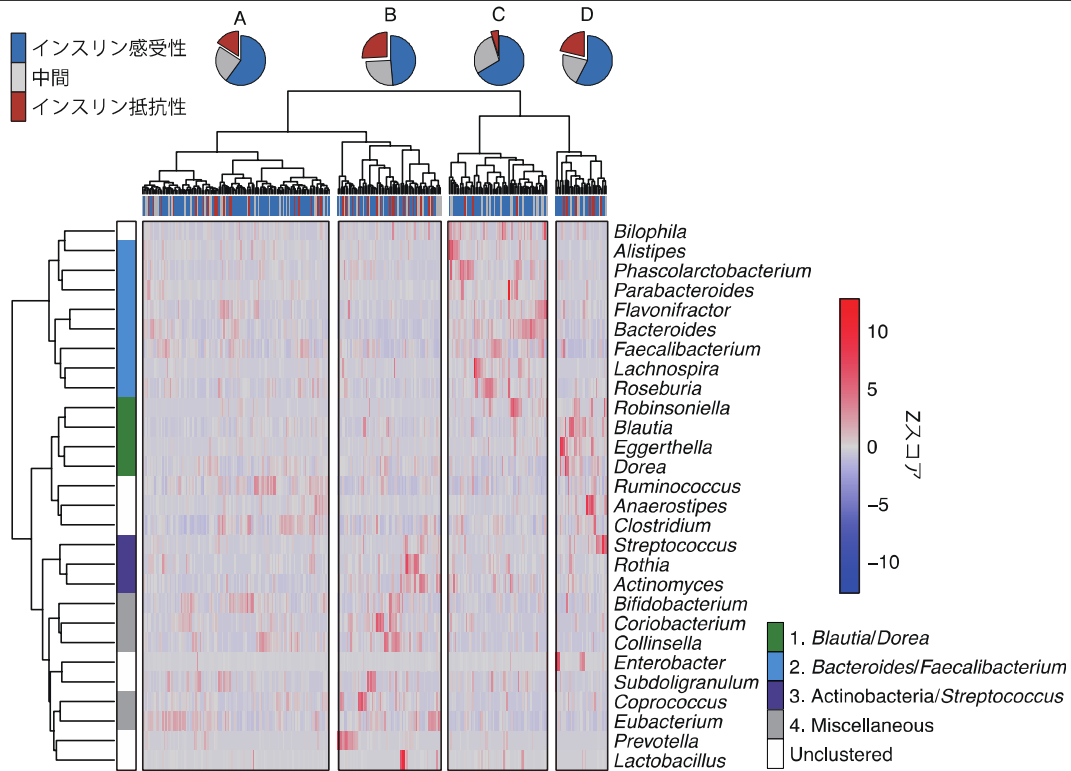 A B C D
インスリン感受性
中間
インスリン抵抗性
Bilophila
Alistipes
Phascolarctobacterium
Parabacteroides
Flavonifractor
Bacteroides
Faecalibacterium
Lachnospira
Roseburia
Robinsoniella
Blautia
Eggerthella
Dorea
Ruminococcus
Anaerostipes
Clostridium
Streptococcus
Rothia
Actinomyces
Bifidobacterium
Coriobacterium
Collinsella
Enterobacter
Subdoligranulum
Coprococcus
Eubacterium
Prevotella
Lactobacillus
10
5
0
−5
−10
Zスコア
1. Blautia/Dorea
2. Bacteroides/Faecalibacterium
3. Actinobacteria/Streptococcus
4. Miscellaneous
Unclustered